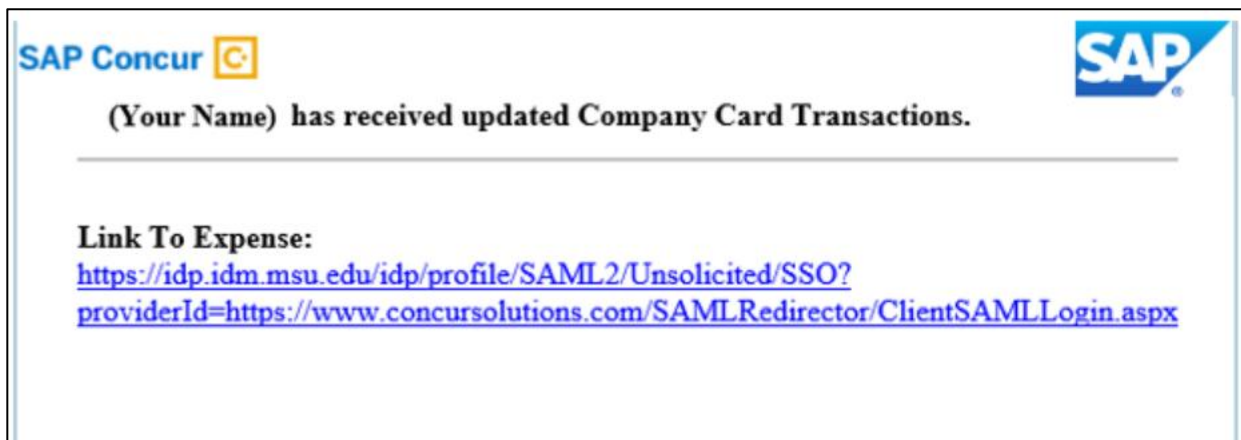 SAP Concur C.
SAP
(Your Name) has received updated Company Card Transactions.
Link To Expense:
https://idp.idm.msu.edu/idp/profile/SAML2/Unsolicited/SSO?
providerId=https://www.concursolutions.com/SAMLRedirector/ClientSAMLLogin.aspx